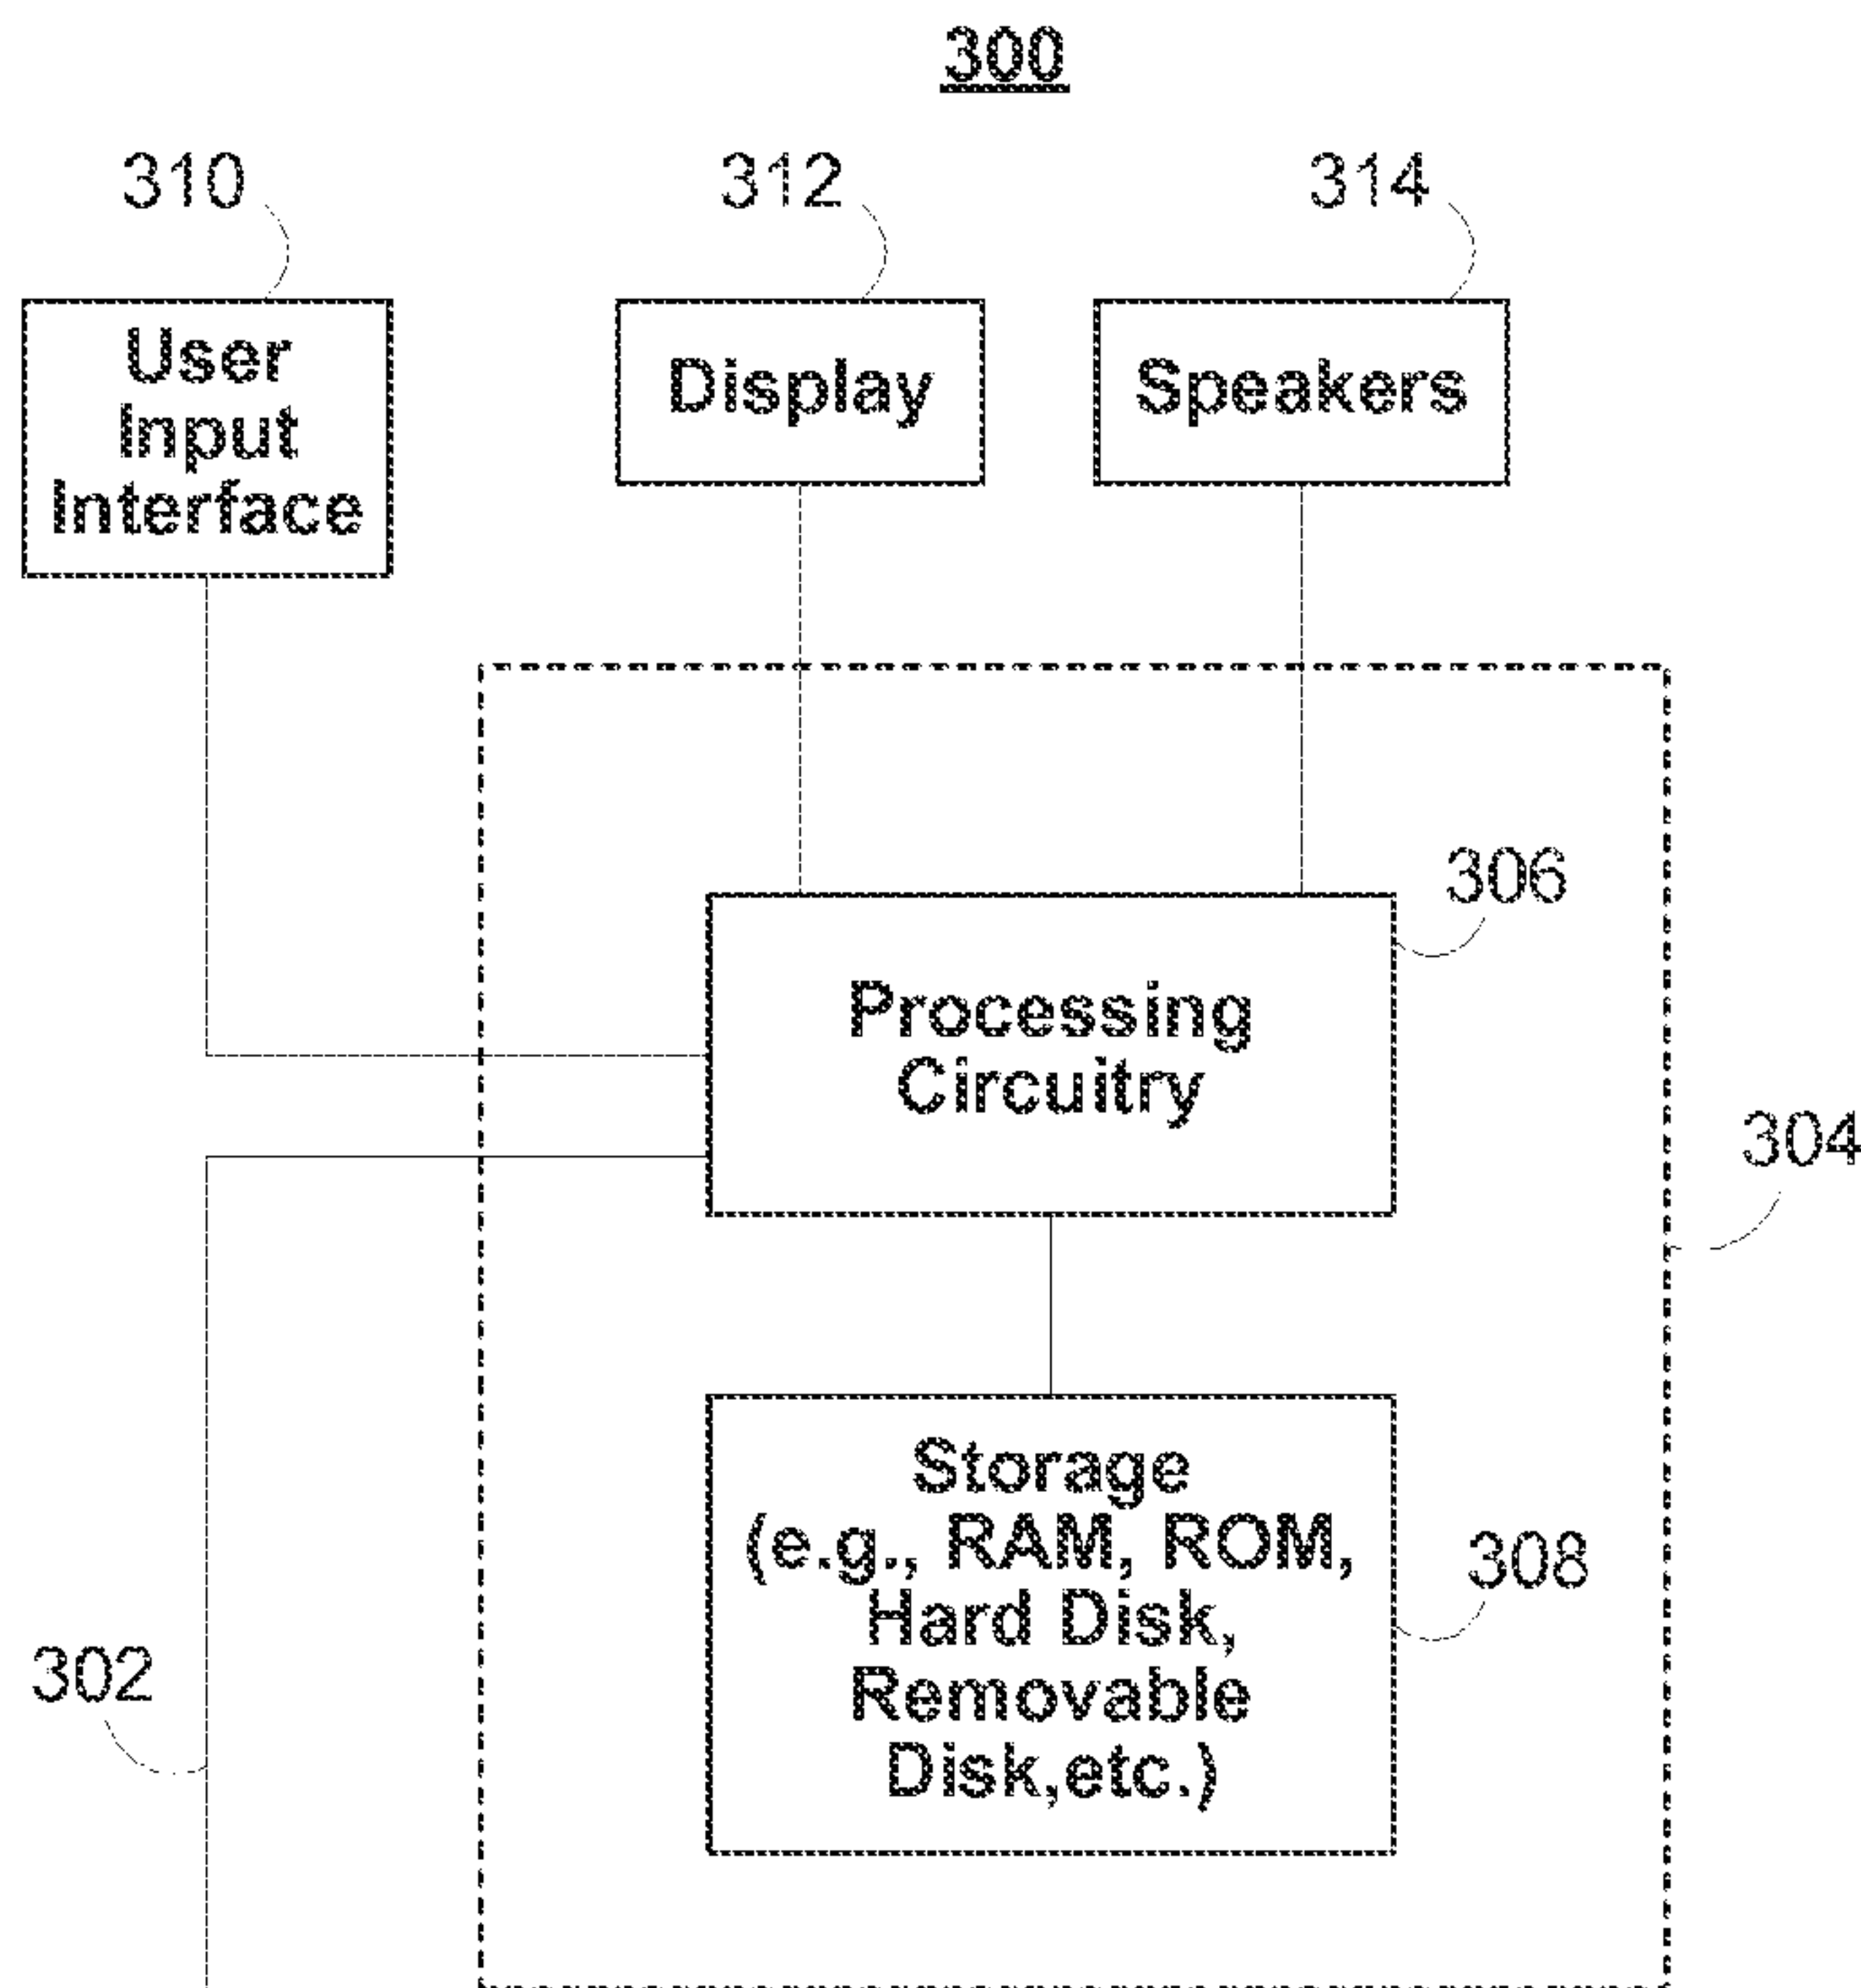 300
310
312
314
User
Input
Interface
Display
Speakers
306
Processing
Circuitry
304
Storage
(e.g., RAM, ROM,
Hard Disk,
Removable
Disk,etc.)
308
302